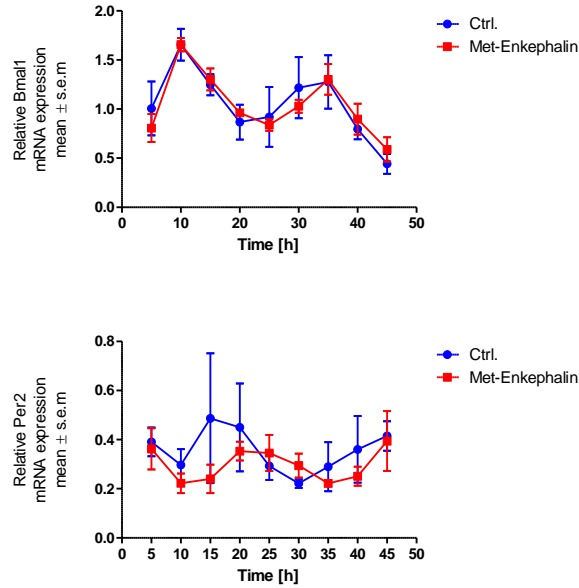 Relative Bmal1
mRNA expression
mean ± s.e.m
2.0
1.5
1.0
0.5
0.0
0 10 20 30 40 50
Time [h]
Ctrl.
Met-Enkephalin
Relative Per2
mRNA expression
mean ± s.e.m
0.8
0.6
0.4
0.2
0.0
0 5 10 15 20 25 30 35 40 45 50
Time [h]
Ctrl.
Met-Enkephalin